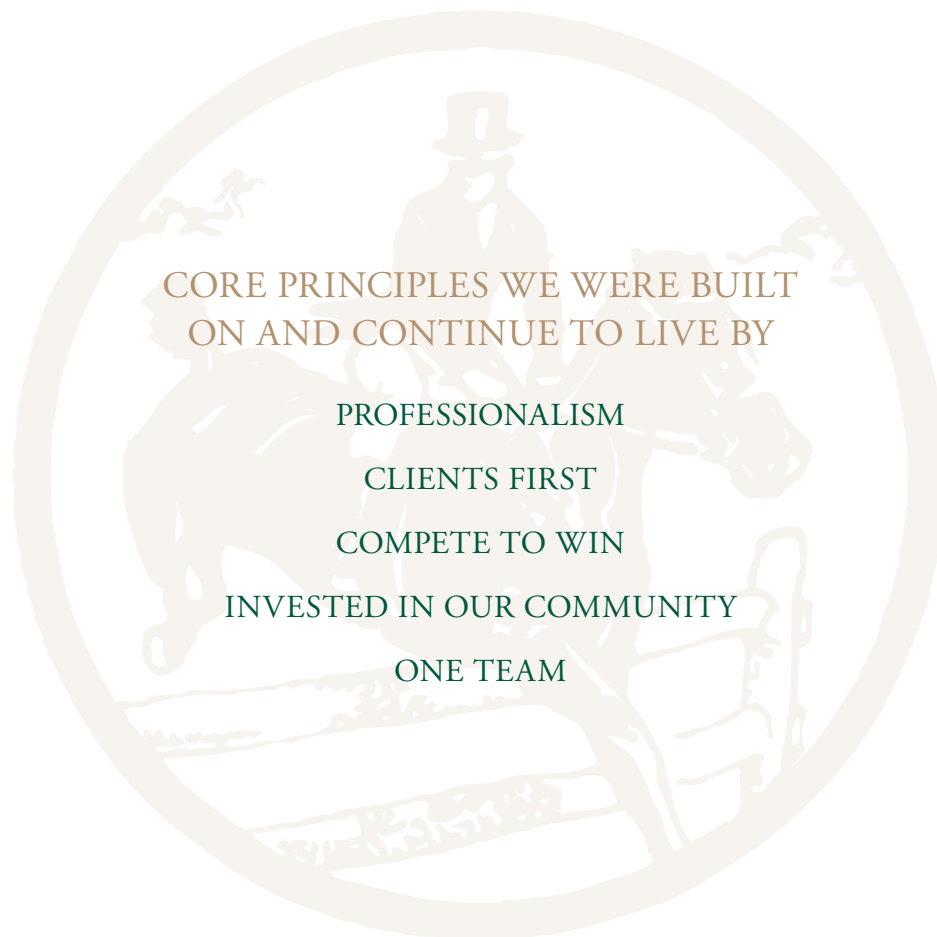 CORE PRINCIPLES WE WERE BUILT
ON AND CONTINUE TO LIVE BY
PROFESSIONALISM
CLIENTS FIRST
COMPETE TO WIN
INVESTED IN OUR COMMUNITY
ONE TEAM